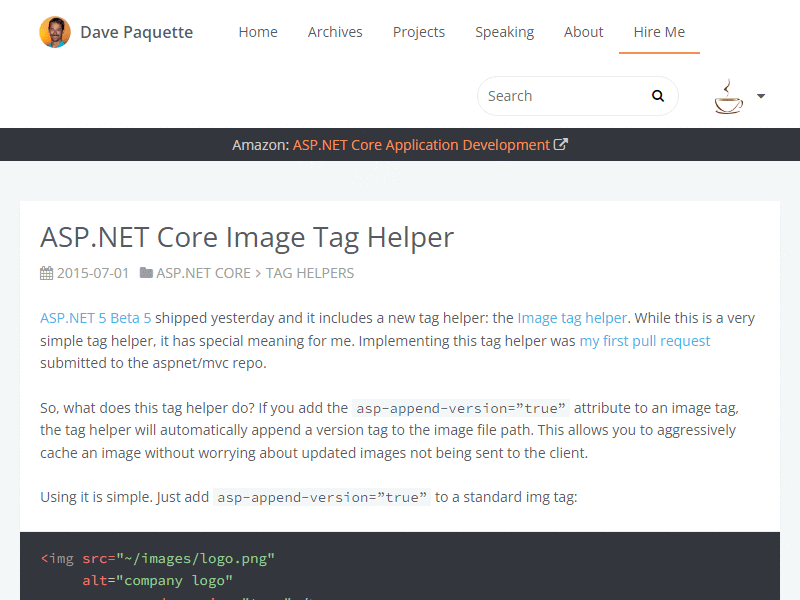 Dave Paquette
Home Archives Projects Speaking About Hire Me
Search
Amazon: ASP.NET Core Application Development
ASP.NET Core Image Tag Helper
2015-07-01 ASP.NET CORE > TAG HELPERS
ASP.NET 5 Beta 5 shipped yesterday and it includes a new tag helper: the Image tag helper. While this is a very
simple tag helper, it has special meaning for me. Implementing this tag helper was my first pull request
submitted to the aspnet/mvc repo.
So, what does this tag helper do? If you add the asp-append-version=”true” attribute to an image tag,
the tag helper will automatically append a version tag to the image file path. This allows you to aggressively
cache an image without worrying about updated images not being sent to the client.
Using it is simple. Just add asp-append-version=”true” to a standard img tag:
<img src="~/images/logo.png"
alt="company logo"